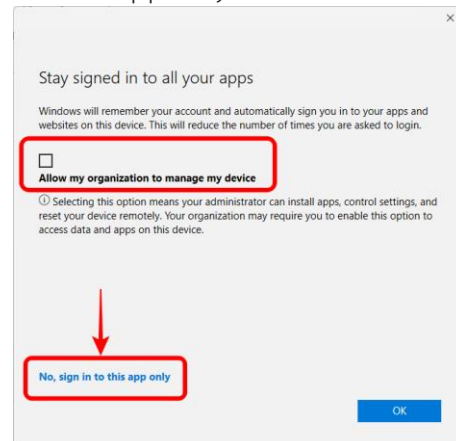 Stay signed in to all your apps
Windows will remember your account and automatically sign you in to your apps and
websites on this device. This will reduce the number of times you are asked to login.
Allow my organization to manage my device
Selecting this option means your administrator can install apps, control settings, and
reset your device remotely. Your organization may require you to enable this option to
access data and apps on this device.
No, sign in to this app only
OK